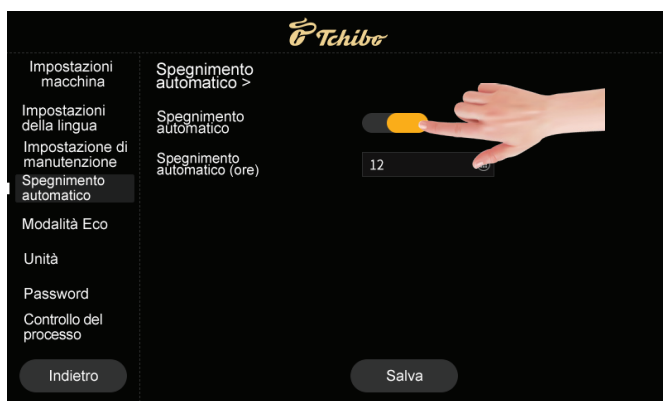 Tchibo
Impostazioni
macchina
Impostazioni
della lingua
Impostazione di
manutenzione
Spegnimento
automatico
Modalità Eco
Unità
Password
Controllo del
processo
Indietro
Spegnimento
automatico >
Spegnimento
automatico
Spegnimento
automatico (ore)
12
Salva